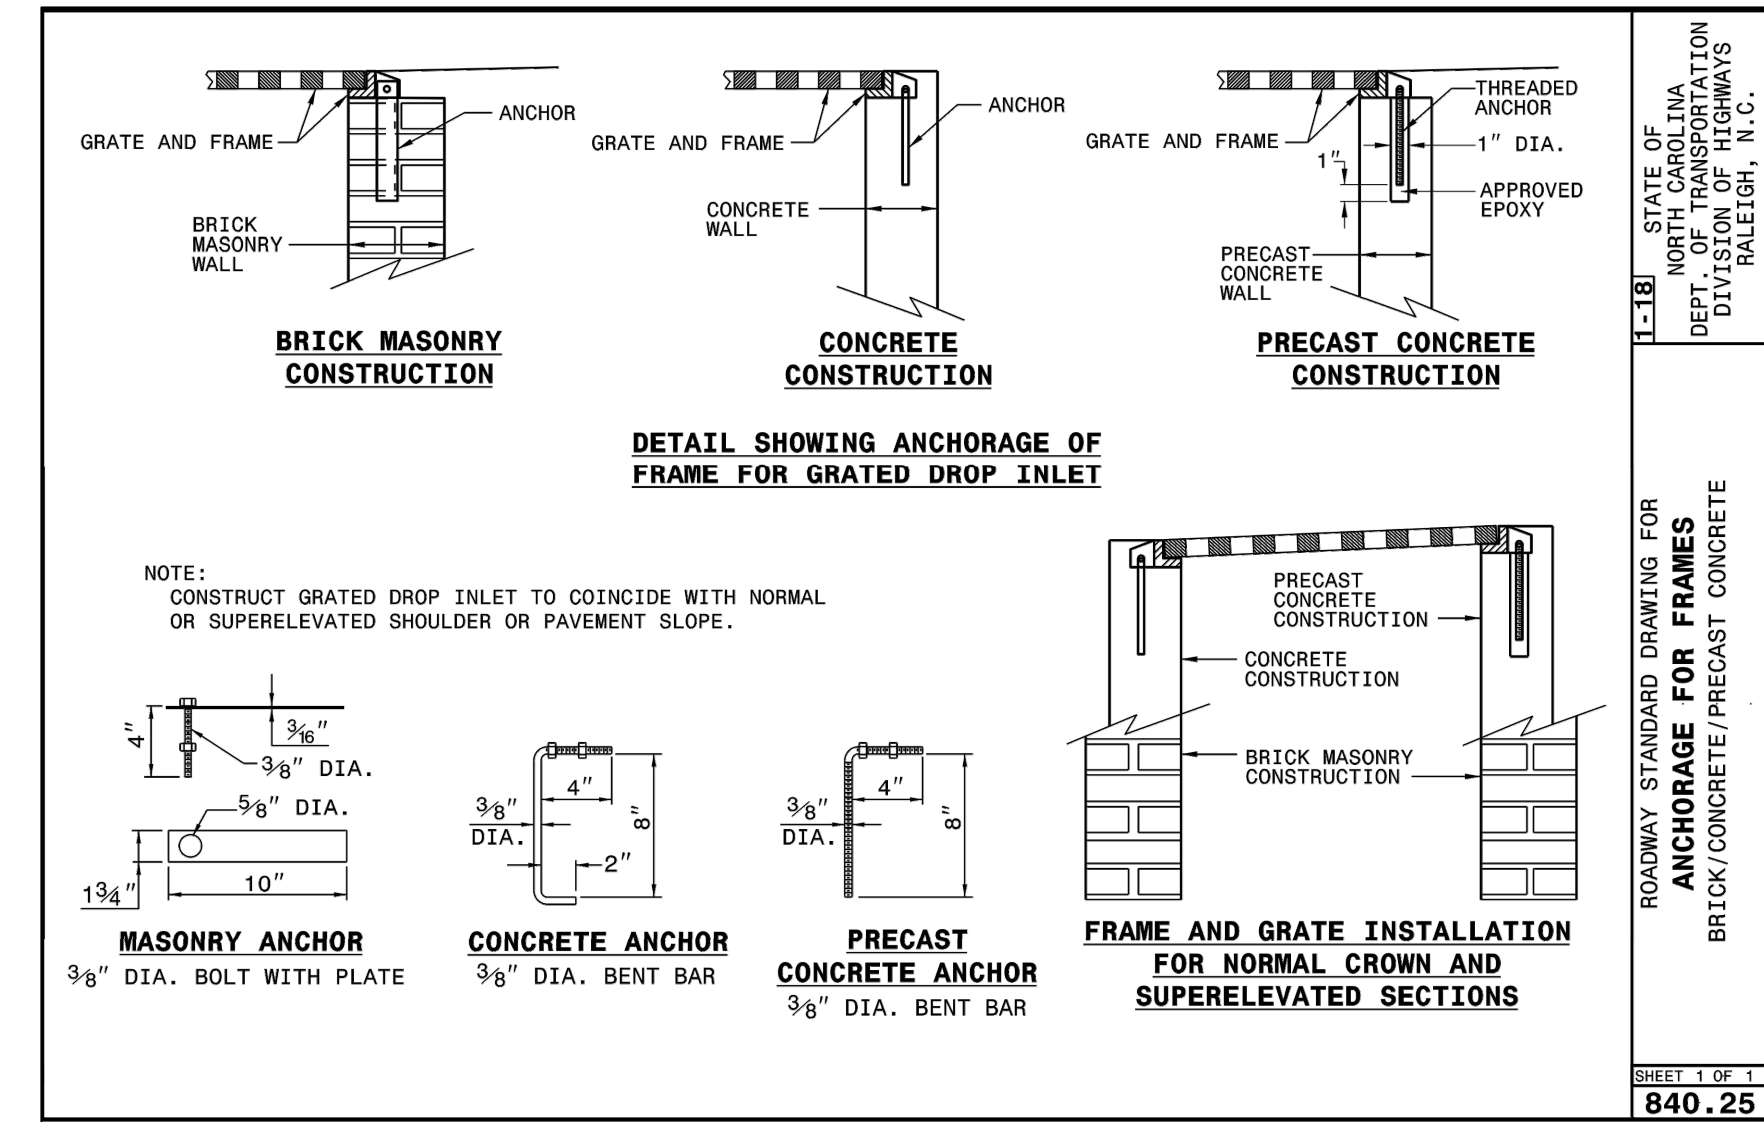 GRATE AND FRAME
ANCHOR
BRICK
MASONRY
WALL
BRICK MASONRY
CONSTRUCTION
GRATE AND FRAME
ANCHOR
CONCRETE
WALL
CONCRETE
CONSTRUCTION
GRATE AND FRAME
THREADED
ANCHOR
1" DIA.
1"
APPROVED
EPOXY
PRECAST
CONCRETE
WALL
PRECAST CONCRETE
CONSTRUCTION
DETAIL SHOWING ANCHORAGE OF
FRAME FOR GRATED DROP INLET
NOTE:
CONSTRUCT GRATED DROP INLET TO COINCIDE WITH NORMAL
OR SUPERELEVATED SHOULDER OR PAVEMENT SLOPE.
4"
3/16"
3/8" DIA.
5/8" DIA.
1 3/4"
10"
MASONRY ANCHOR
3/8" DIA. BOLT WITH PLATE
3/8"
DIA.
4"
8"
2"
CONCRETE ANCHOR
3/8" DIA. BENT BAR
3/8"
DIA.
4"
8"
PRECAST
CONCRETE ANCHOR
3/8" DIA. BENT BAR
PRECAST
CONCRETE
CONSTRUCTION
CONCRETE
CONSTRUCTION
BRICK MASONRY
CONSTRUCTION
FRAME AND GRATE INSTALLATION
FOR NORMAL CROWN AND
SUPERELEVATED SECTIONS
1-18
STATE OF
NORTH CAROLINA
DEPT. OF TRANSPORTATION
DIVISION OF HIGHWAYS
RALEIGH, N.C.
ROADWAY STANDARD DRAWING FOR
ANCHORAGE FOR FRAMES
BRICK/CONCRETE/PRECAST CONCRETE
SHEET 1 OF 1
840.25